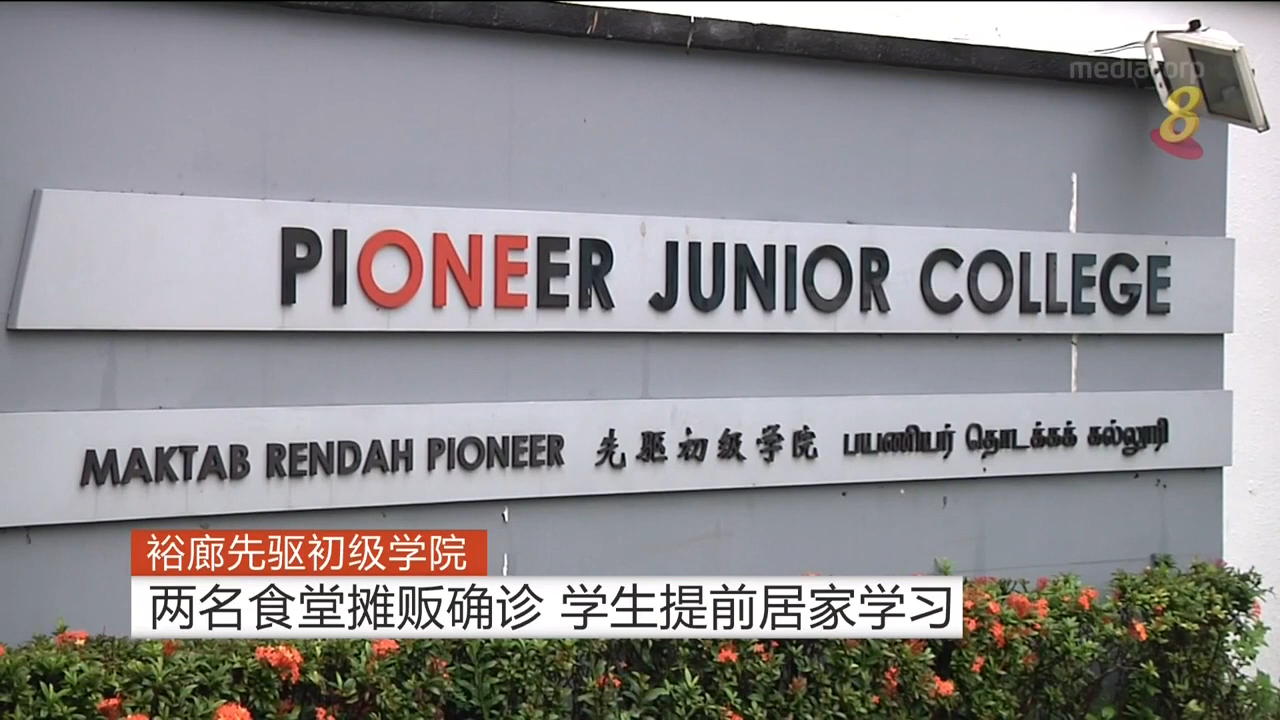 mediacorp
8
PIONEER JUNIOR COLLEGE
MAKTAB RENDAH PIONEER 先驱初级学院 பயணியர் தொடக்கக் கல்லூரி
裕廊先驱初级学院
两名食堂摊贩确诊 学生提前居家学习